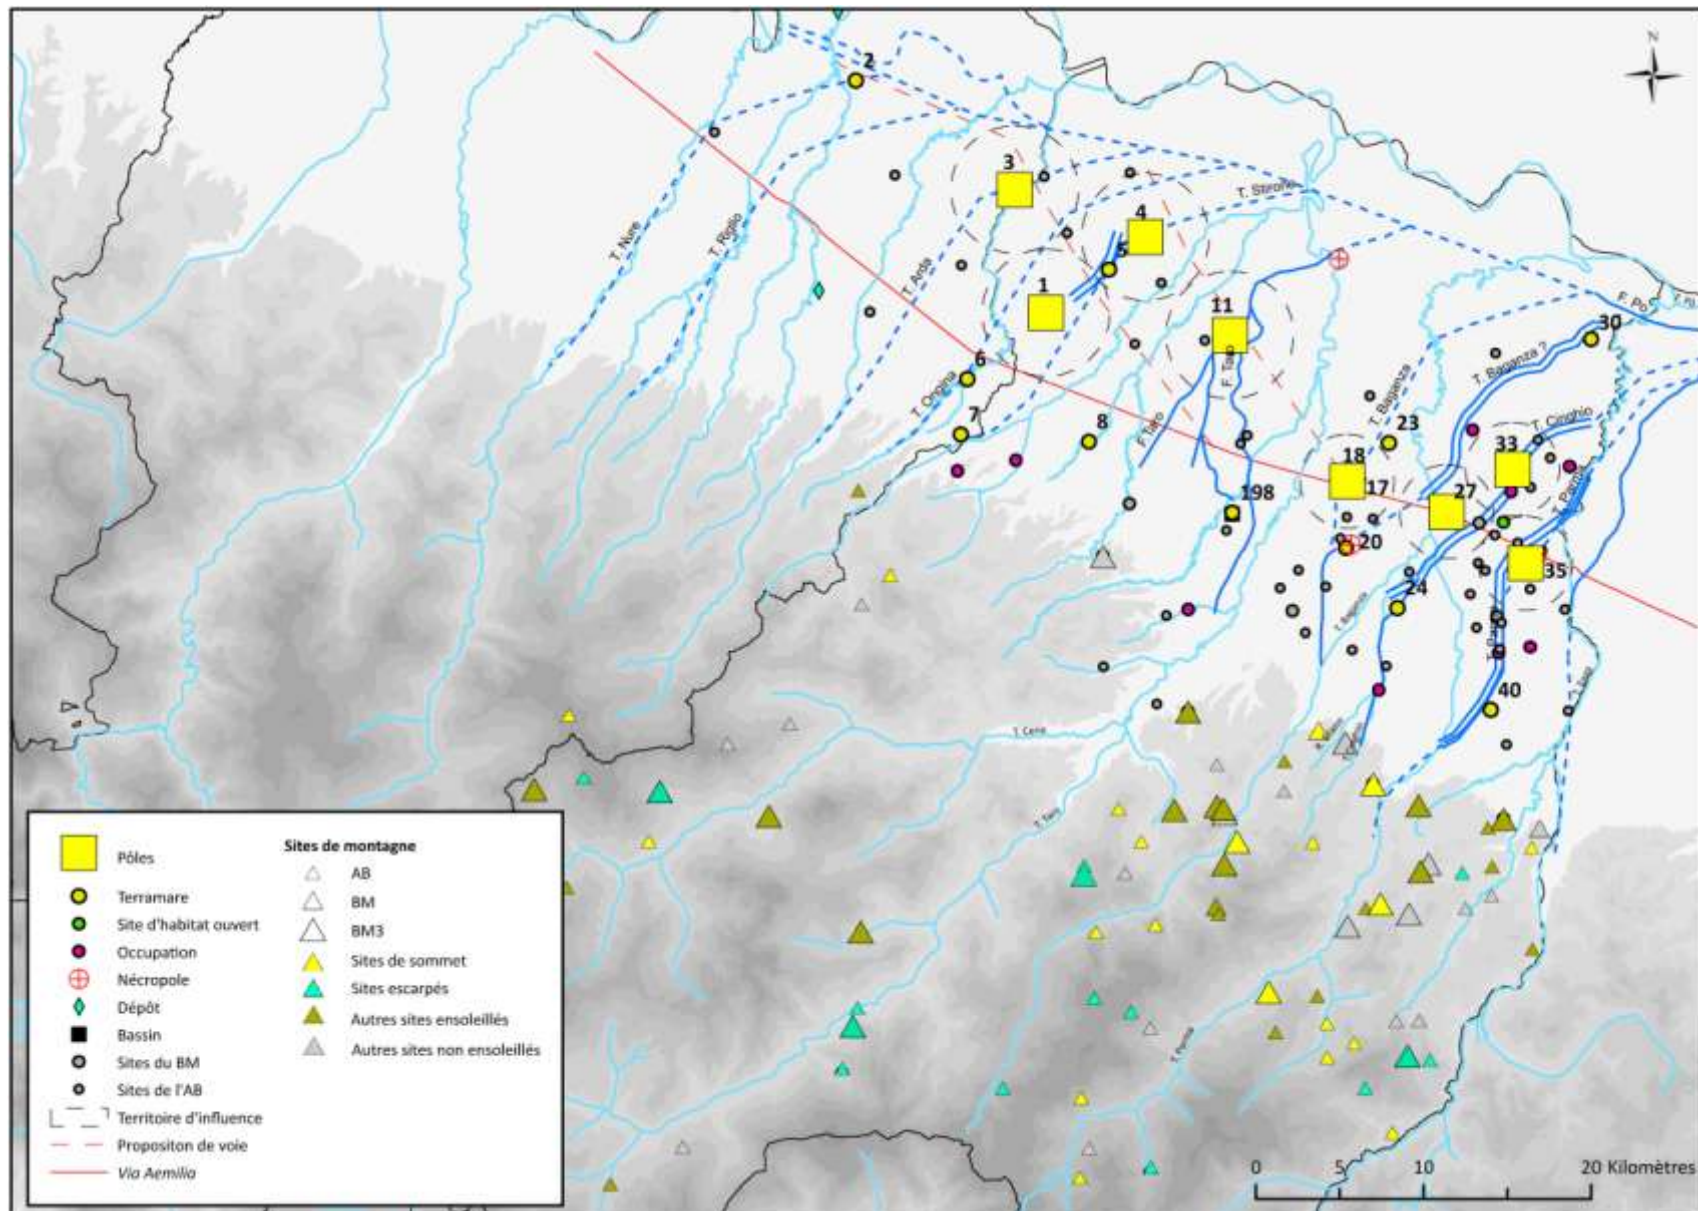 N
2
3
4
T. Stirone
T. Nure
T. Riglio
5
T. Arda
1
11
F. Po
30
T. Baganza ?
F. Taro
6
T. Ongina
T. Baganza
T. Cinghio
7
8
F. Taro
23
33
18
17
27
T. Parma
198
20
35
24
T. Baganza
40
T. Ceno
T. Taro
T. Parma
Pôles
Terramare
Site d'habitat ouvert
Occupation
Nécropole
Dépôt
Bassin
Sites du BM
Sites de l'AB
Territoire d'influence
Propositon de voie
Via Aemilia
Sites de montagne
AB
BM
BM3
Sites de sommet
Sites escarpés
Autres sites ensoleillés
Autres sites non ensoleillés
0 5 10 20 Kilomètres